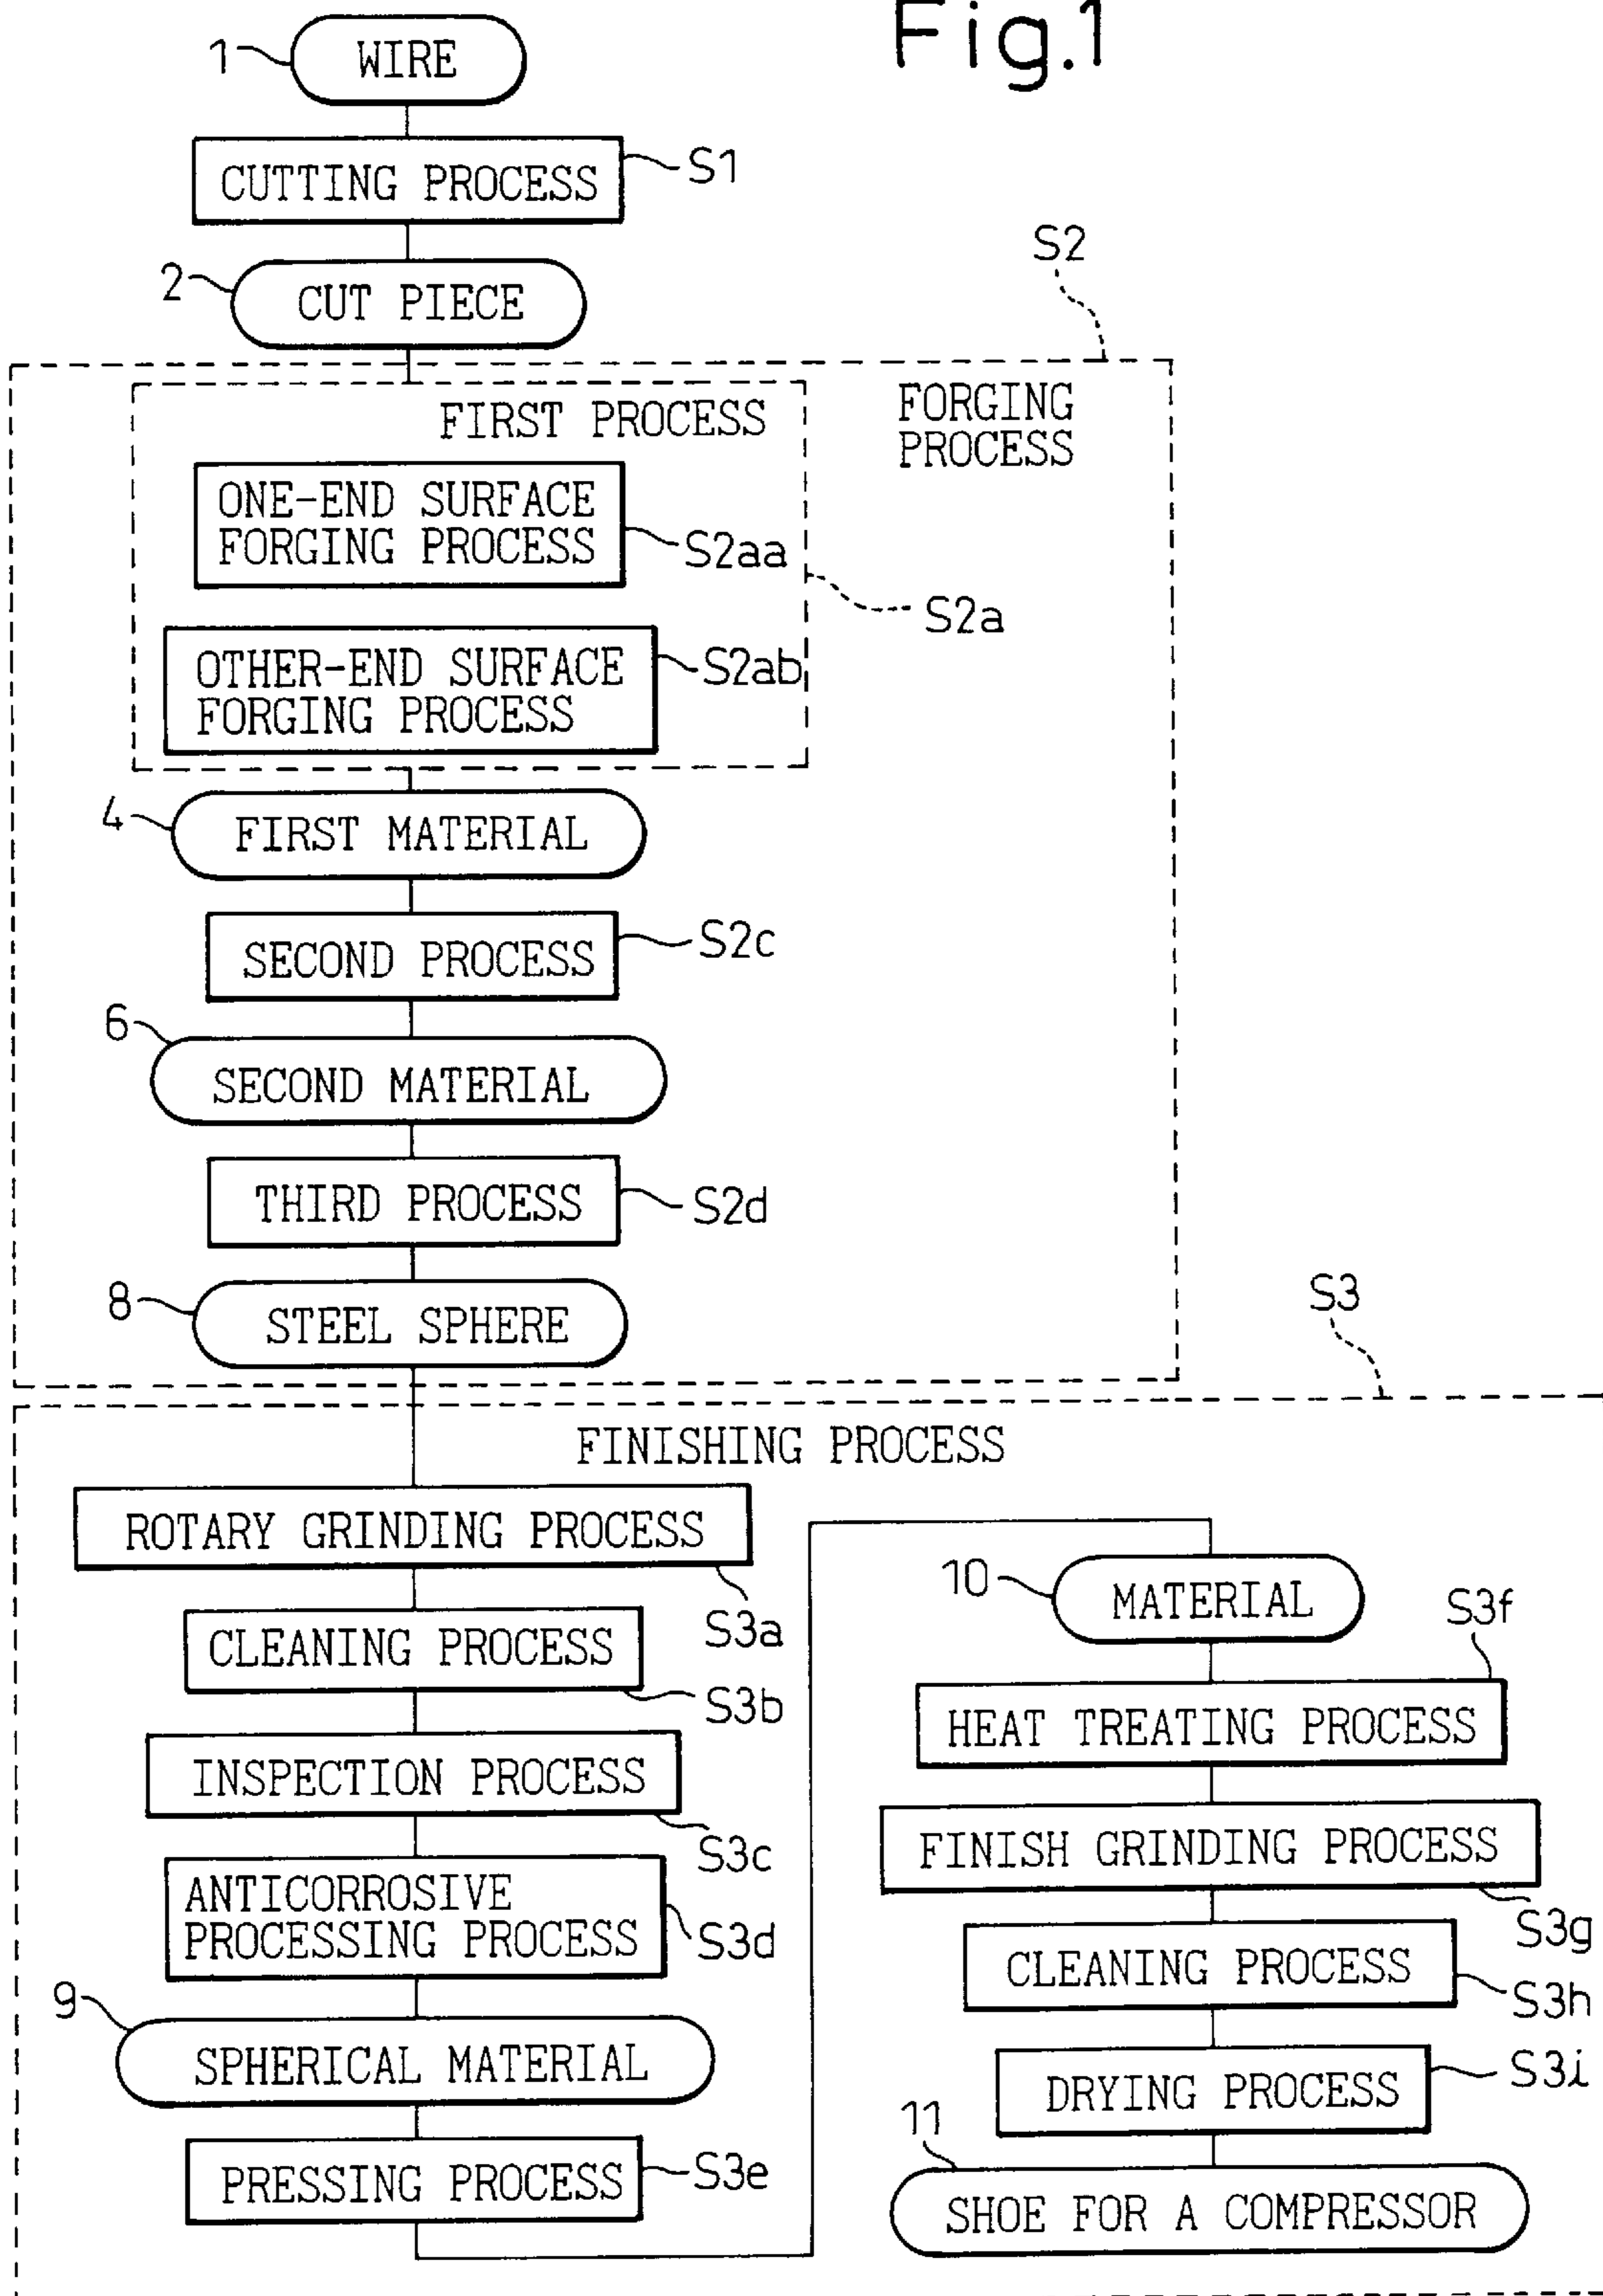 Fig.1
1
WIRE
CUTTING PROCESS
S1
2
CUT PIECE
S2
FORGING
PROCESS
FIRST PROCESS
ONE-END SURFACE
FORGING PROCESS
S2aa
S2a
OTHER-END SURFACE
FORGING PROCESS
S2ab
4
FIRST MATERIAL
SECOND PROCESS
S2c
6
SECOND MATERIAL
THIRD PROCESS
S2d
8
STEEL SPHERE
S3
FINISHING PROCESS
ROTARY GRINDING PROCESS
S3a
CLEANING PROCESS
S3b
INSPECTION PROCESS
S3c
ANTICORROSIVE
PROCESSING PROCESS
S3d
9
SPHERICAL MATERIAL
PRESSING PROCESS
S3e
10
MATERIAL
S3f
HEAT TREATING PROCESS
FINISH GRINDING PROCESS
S3g
CLEANING PROCESS
S3h
DRYING PROCESS
S3i
11
SHOE FOR A COMPRESSOR